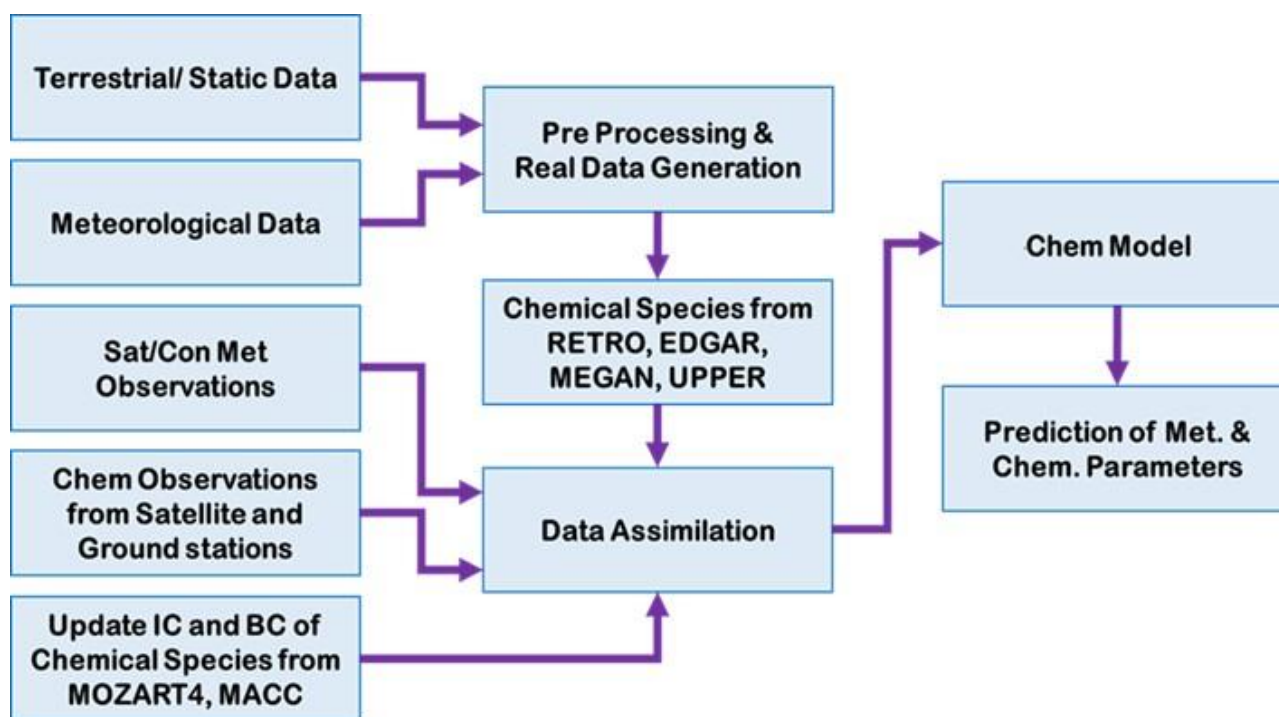 Terrestrial/ Static Data
Meteorological Data
Sat/Con Met
Observations
Chem Observations
from Satellite and
Ground stations
Update IC and BC of
Chemical Species from
MOZART4, MACC
Pre Processing &
Real Data Generation
Chemical Species from
RETRO, EDGAR,
MEGAN, UPPER
Data Assimilation
Chem Model
Prediction of Met. &
Chem. Parameters